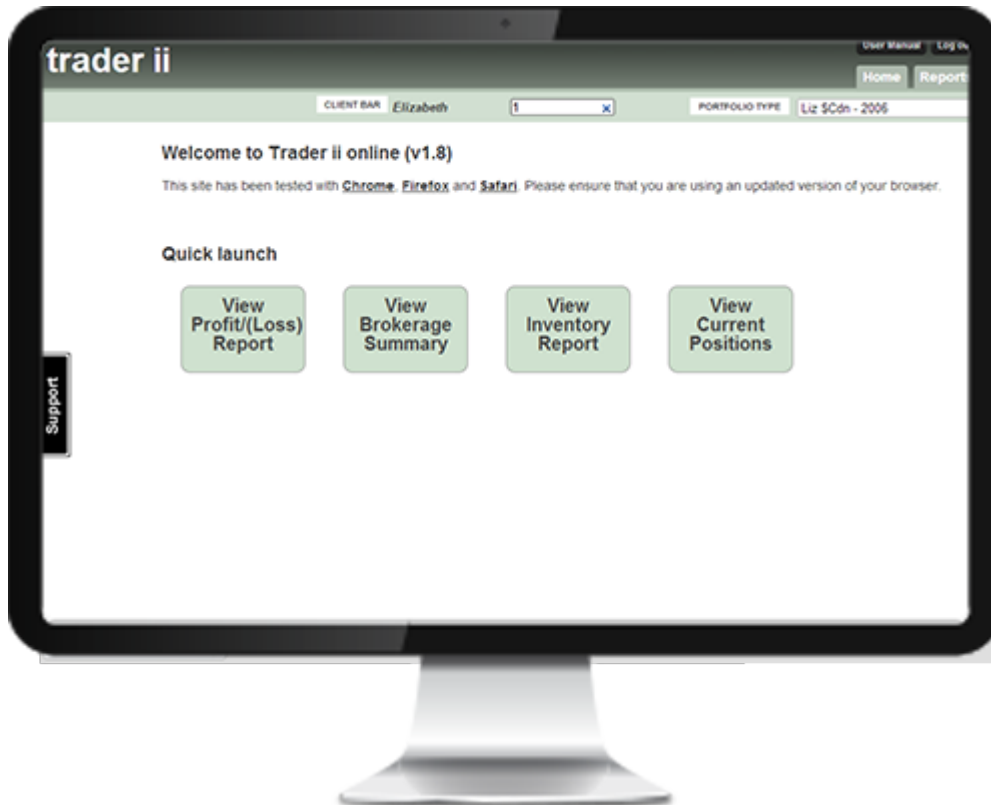 trader ii
User Manual Log ou
Home Report
CLIENT BAR Elizabeth 1 x PORTFOLIO TYPE Liz $Cdn - 2006
Welcome to Trader ii online (v1.8)
This site has been tested with Chrome, Firefox and Safari. Please ensure that you are using an updated version of your browser.
Quick launch
View
Profit/(Loss)
Report
View
Brokerage
Summary
View
Inventory
Report
View
Current
Positions
Support